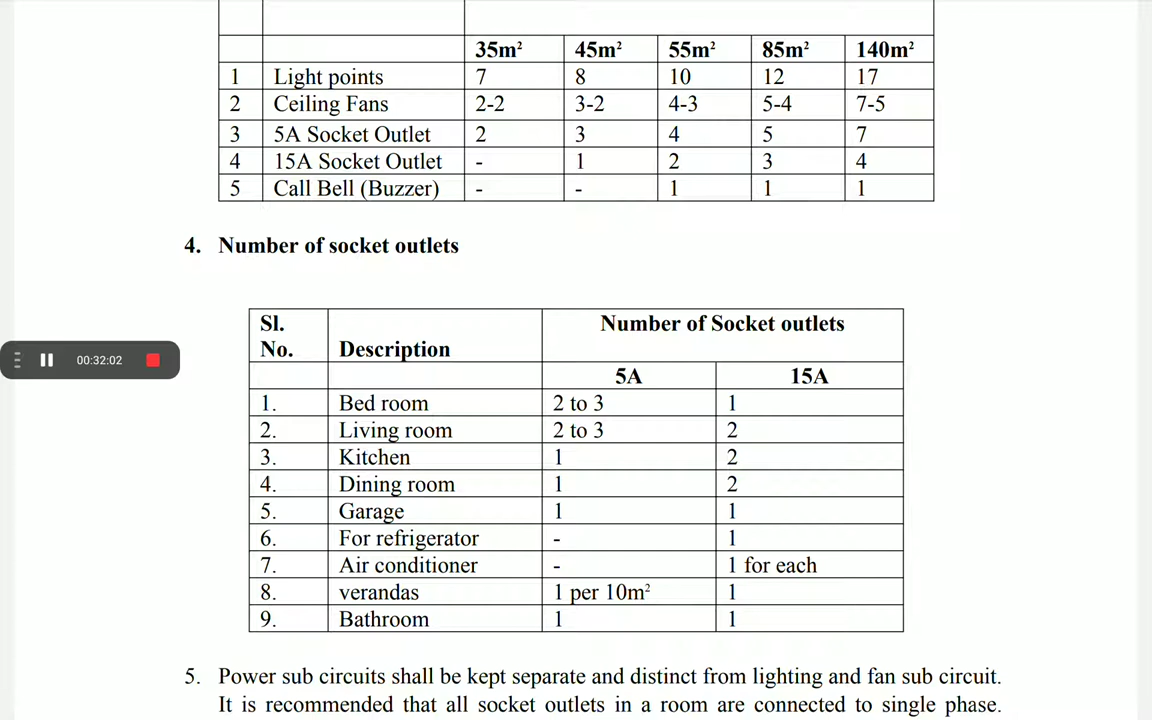 35m² 45m² 55m² 85m² 140m²
1 Light points 7 8 10 12 17
2 Ceiling Fans 2-2 3-2 4-3 5-4 7-5
3 5A Socket Outlet 2 3 4 5 7
4 15A Socket Outlet - 1 2 3 4
5 Call Bell (Buzzer) - - 1 1 1
4. Number of socket outlets
Sl. No. Description Number of Socket outlets
5A 15A
1. Bed room 2 to 3 1
2. Living room 2 to 3 2
3. Kitchen 1 2
4. Dining room 1 2
5. Garage 1 1
6. For refrigerator - 1
7. Air conditioner - 1 for each
8. verandas 1 per 10m² 1
9. Bathroom 1 1
00:32:02
5. Power sub circuits shall be kept separate and distinct from lighting and fan sub circuit.
It is recommended that all socket outlets in a room are connected to single phase.